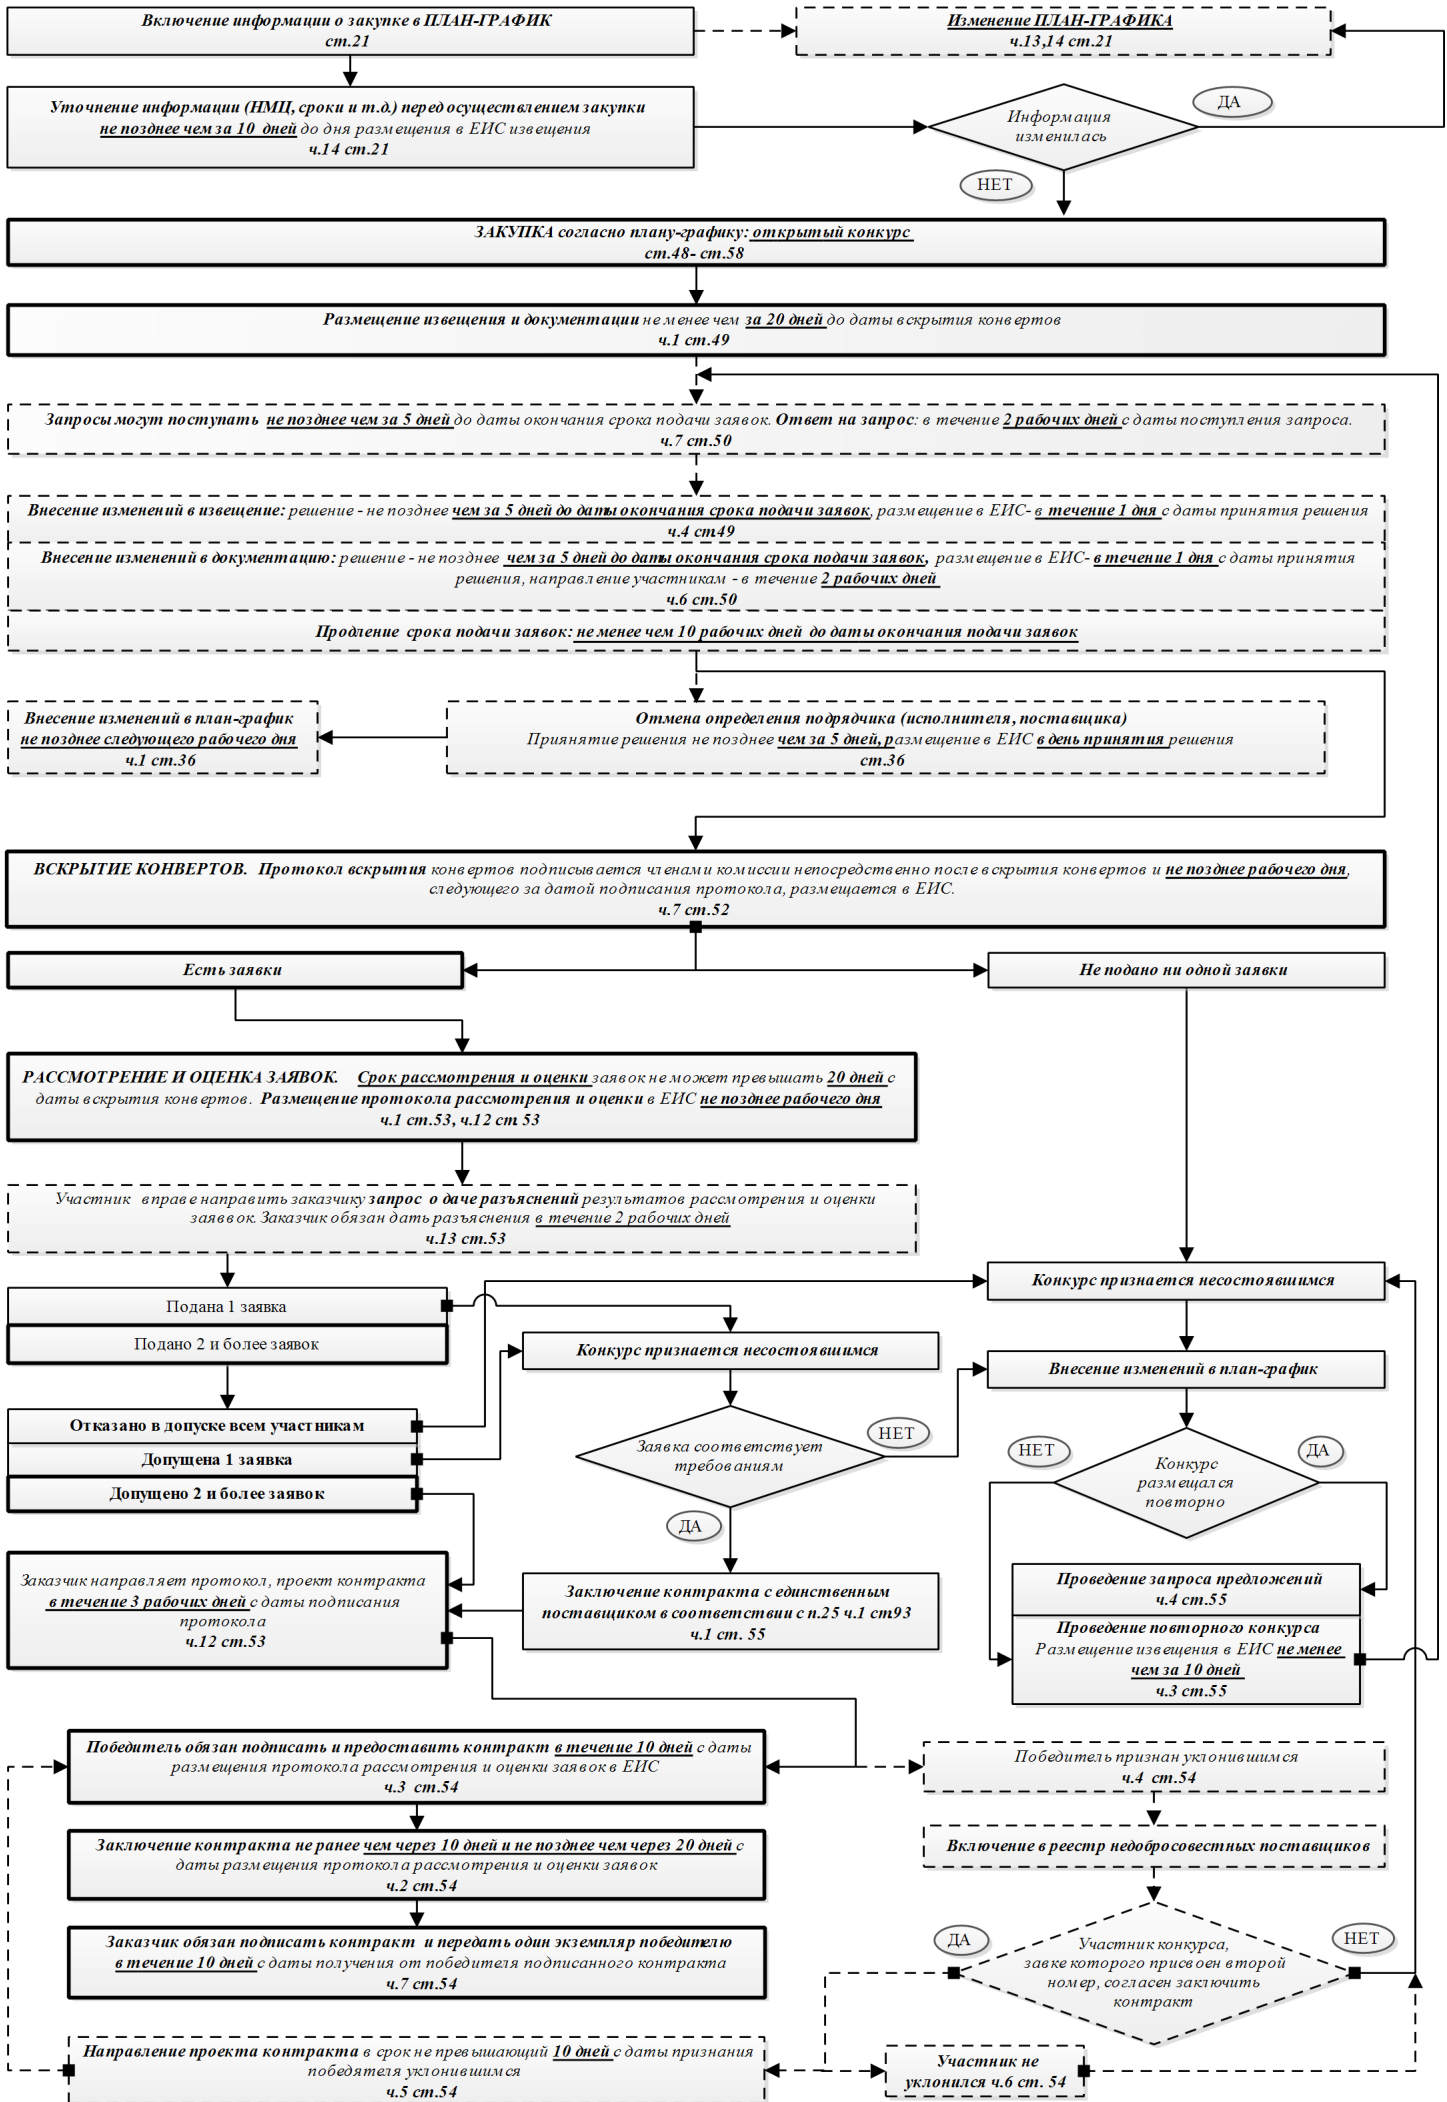 Включение информации о закупке в ПЛАН-ГРАФИК
ст.21
Изменение ПЛАН-ГРАФИКА
ч.13,14 ст.21
Уточнение информации (НМЦ, сроки и т.д.) перед осуществлением закупки
не позднее чем за 10 дней до дня размещения в ЕИС извещения
ч.14 ст.21
Информация
изменилась
ДА
НЕТ
ЗАКУПКА согласно плану-графику: открытый конкурс
ст.48- ст.58
Размещение извещения и документации не менее чем за 20 дней до даты вскрытия конвертов
ч.1 ст.49
Запросы могут поступать не позднее чем за 5 дней до даты окончания срока подачи заявок. Ответ на запрос: в течение 2 рабочих дней с даты поступления запроса.
ч.7 ст.50
Внесение изменений в извещение: решение - не позднее чем за 5 дней до даты окончания срока подачи заявок, размещение в ЕИС- в течение 1 дня с даты принятия решения
ч.4 ст49
Внесение изменений в документацию: решение - не позднее чем за 5 дней до даты окончания срока подачи заявок, размещение в ЕИС- в течение 1 дня с даты принятия
решения, направление участникам - в течение 2 рабочих дней
ч.6 ст.50
Продление срока подачи заявок: не менее чем 10 рабочих дней до даты окончания подачи заявок
Внесение изменений в план-график
не позднее следующего рабочего дня
ч.1 ст.36
Отмена определения подрядчика (исполнителя, поставщика)
Приянятие решения не позднее чем за 5 дней, размещение в ЕИС в день принятия решения
ст.36
ВСКРЫТИЕ КОНВЕРТОВ. Протокол вскрытия конвертов подписывается членами комиссии непосредственно после вскрытия конвертов и не позднее рабочего дня,
следующего за датой подписания протокола, размещается в ЕИС.
ч.7 ст.52
Есть заявки
Не подано ни одной заявки
РАССМОТРЕНИЕ И ОЦЕНКА ЗАЯВОК. Срок рассмотрения и оценки заявок не может превышать 20 дней с
даты вскрытия конвертов. Размещение протокола рассмотрения и оценки в ЕИС не позднее рабочего дня
ч.1 ст.53, ч.12 ст. 53
Участник вправе направить заказчику запрос о даче разъяснений результатов рассмотрения и оценки
заяввок. Заказчик обязан дать разъяснения в течение 2 рабочих дней
ч.13 ст.53
Подана 1 заявка
Подано 2 и более заявок
Конкурс признается несостоявшимся
Конкурс признается несостоявшимся
Внесение изменений в план-график
Отказано в допуске всем участникам
Допущена 1 заявка
Допущено 2 и более заявок
Заявка соответствует
требованиям
НЕТ
ДА
НЕТ
ДА
Конкурс
размещался
повторно
Заказчик направляет протокол, проект контракта
в течение 3 рабочих дней с даты подписания
протокола
ч.12 ст.53
Заключение контракта с единственным
поставщиком в соответствии с п.25 ч.1 ст93
ч.1 ст. 55
Проведение запроса предложений
ч.4 ст.55
Проведение повторного конкурса
Размещение извещения в ЕИС не менее
чем за 10 дней
ч.3 ст.55
Победитель обязан подписать и предоставить контракт в течение 10 дней с даты
размещения протокола рассмотрения и оценки заявок в ЕИС
ч.3 ст.54
Победитель признан уклонившимся
ч.4 ст.54
Заключение контракта не ранее чем через 10 дней и не позднее чем через 20 дней с
даты размещения протокола рассмотрения и оценки заявок
ч.2 ст.54
Включение в реестр недобросовестных поставщиков
Заказчик обязан подписать контракт и передать один экземпляр победителю
в течение 10 дней с даты получения от победителя подписанного контракта
ч.7 ст.54
ДА
НЕТ
Участник конкурса,
завке которого присвоен второй
номер, согласен заключить
контракт
Направление проекта контракта в срок не превышающий 10 дней с даты признания
победятеля уклонившимся
ч.5 ст.54
Участник не
уклонился ч.6 ст. 54